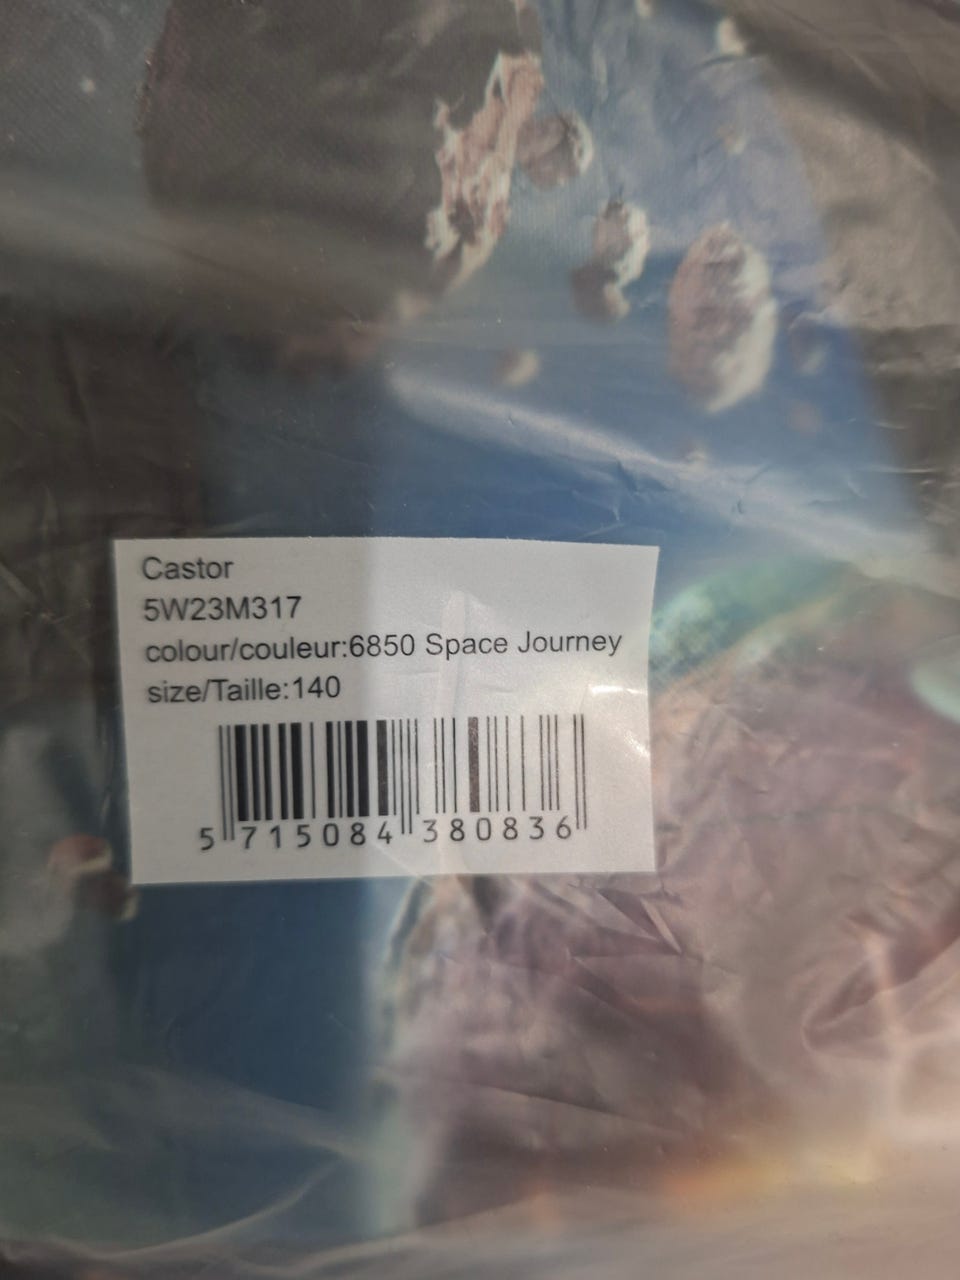 Castor
5W23M317
colour/couleur:6850 Space Journey
size/Taille:140
5 715084 380836